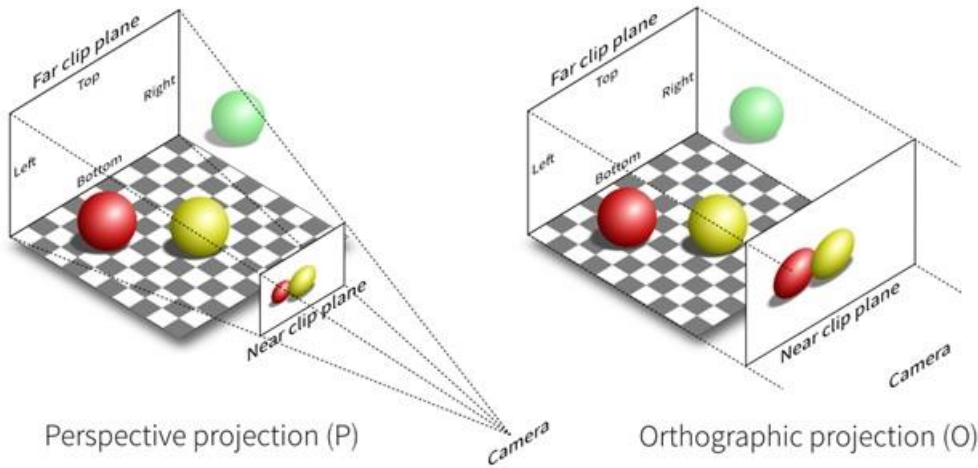 Far clip plane
Top
Right
Left
Bottom
Near clip plane
Camera
Perspective projection (P)
Far clip plane
Top
Right
Left
Bottom
Near clip plane
Camera
Orthographic projection (O)